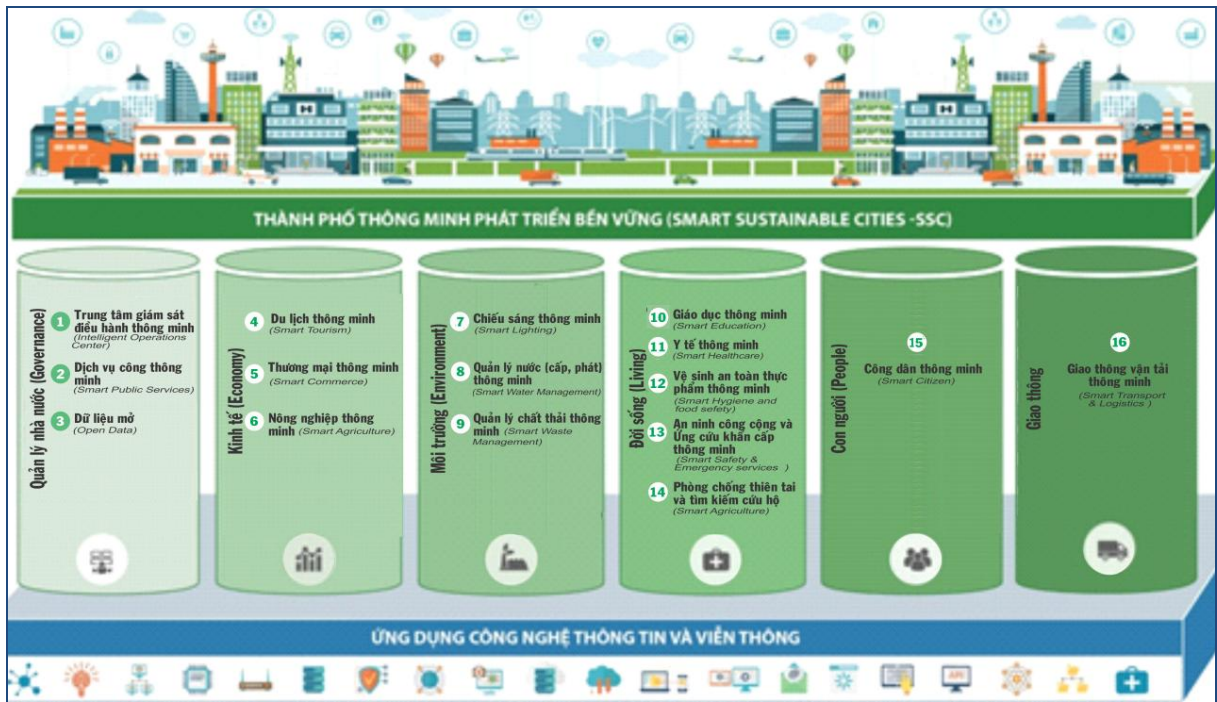 THÀNH PHỐ THÔNG MINH PHÁT TRIỂN BỀN VỮNG (SMART SUSTAINABLE CITIES -SSC)
Quản lý nhà nước (Governance)
1 Trung tâm giám sát
điều hành thông minh
(Intelligent Operations
Center)
2 Dịch vụ công thông
minh
(Smart Public Services)
3 Dữ liệu mở
(Open Data)
Kinh tế (Economy)
4 Du lịch thông minh
(Smart Tourism)
5 Thương mại thông minh
(Smart Commerce)
6 Nông nghiệp thông
minh (Smart Agriculture)
Môi trường (Environment)
7 Chiếu sáng thông minh
(Smart Lighting)
8 Quản lý nước (cấp, phát)
thông minh
(Smart Water Management)
9 Quản lý chất thải thông
minh (Smart Waste
Management)
Đời sống (Living)
10 Giáo dục thông minh
(Smart Education)
11 Y tế thông minh
(Smart Healthcare)
12 Vệ sinh an toàn thực
phẩm thông minh
(Smart Hygiene and
food sefety)
13 An ninh công cộng và
Ứng cứu khẩn cấp
thông minh
(Smart Safety &
Emergency services )
14 Phòng chống thiên tai
và tìm kiếm cứu hộ
(Smart Agriculture)
Con người (People)
15
Công dân thông minh
(Smart Citizen)
Giao thông
16
Giao thông vận tải
thông minh
(Smart Transport
& Logistics )
ỨNG DỤNG CÔNG NGHỆ THÔNG TIN VÀ VIỄN THÔNG
API